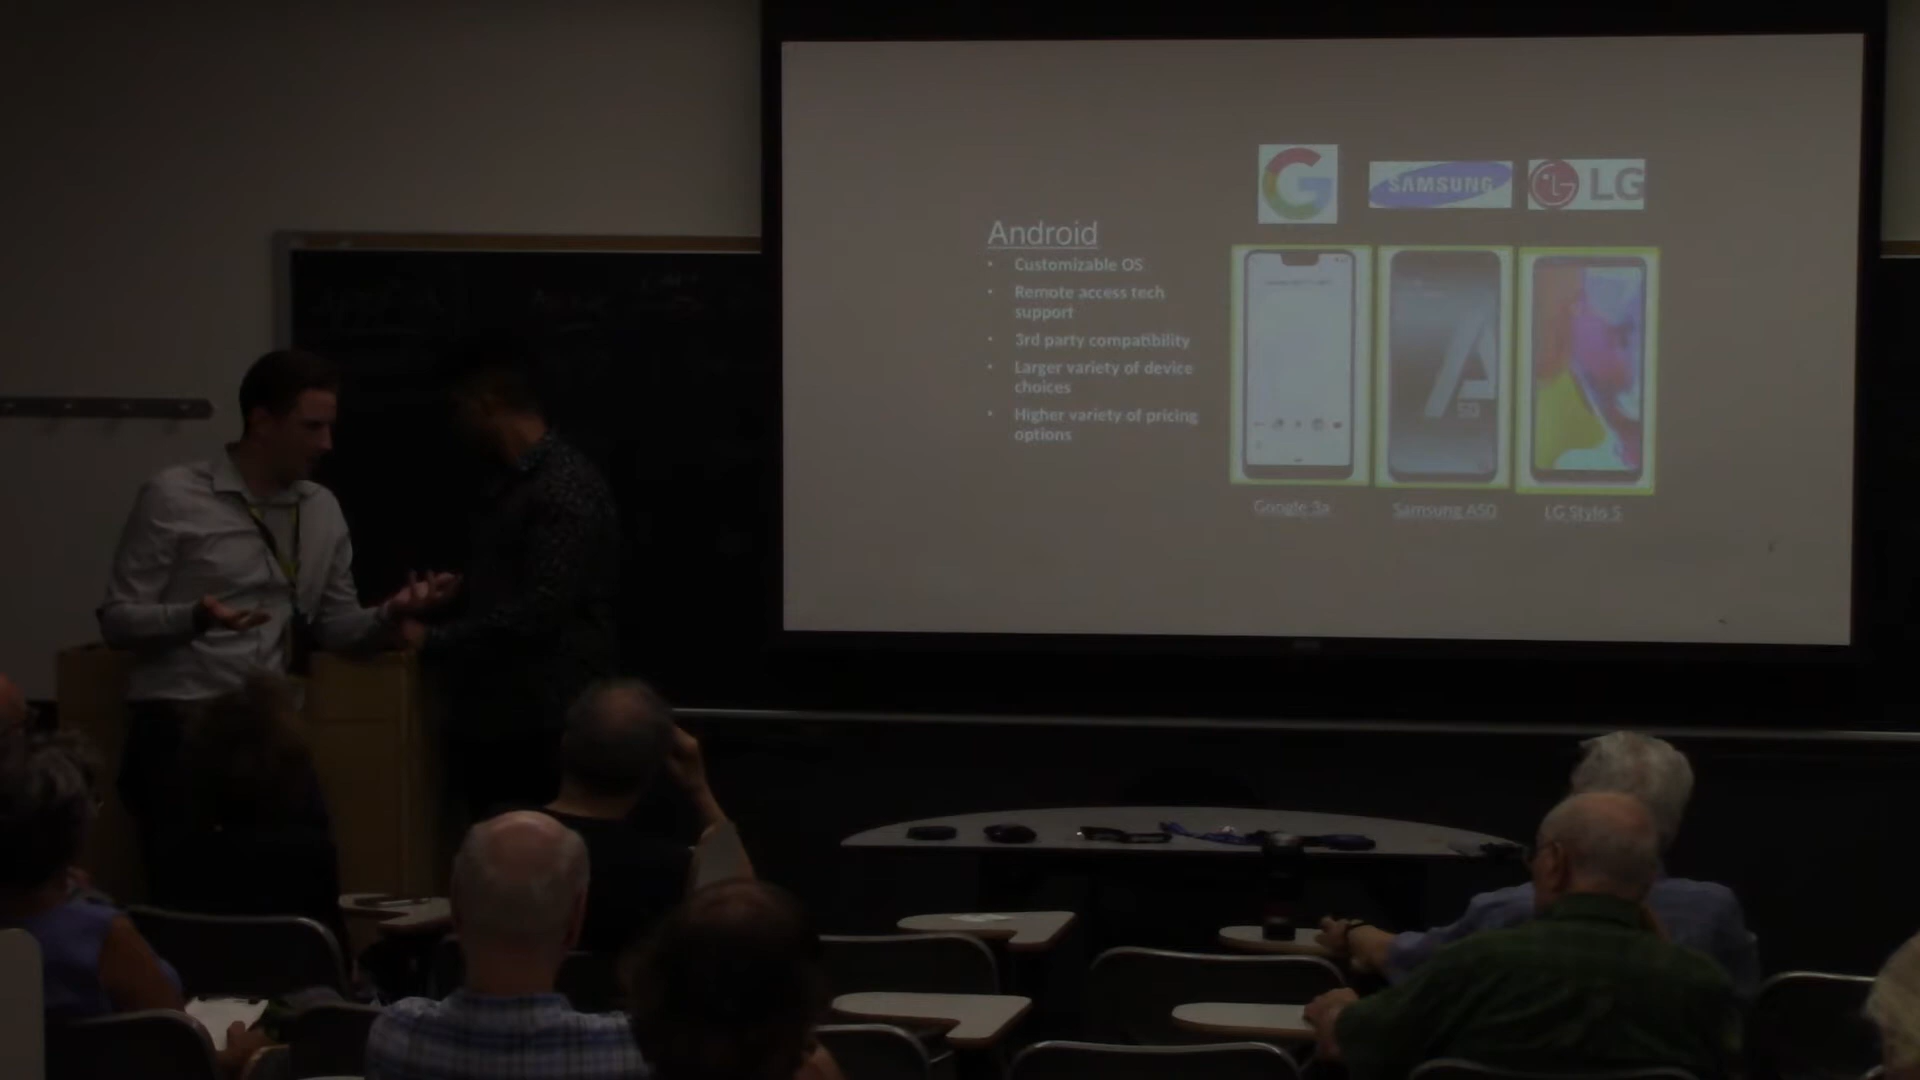 G
SAMSUNG
LG
Android
• Customizable OS
• Remote access tech
support
• 3rd party compatibility
• Larger variety of device
choices
• Higher variety of pricing
options
Google 3a
Samsung A50
LG Stylo 5